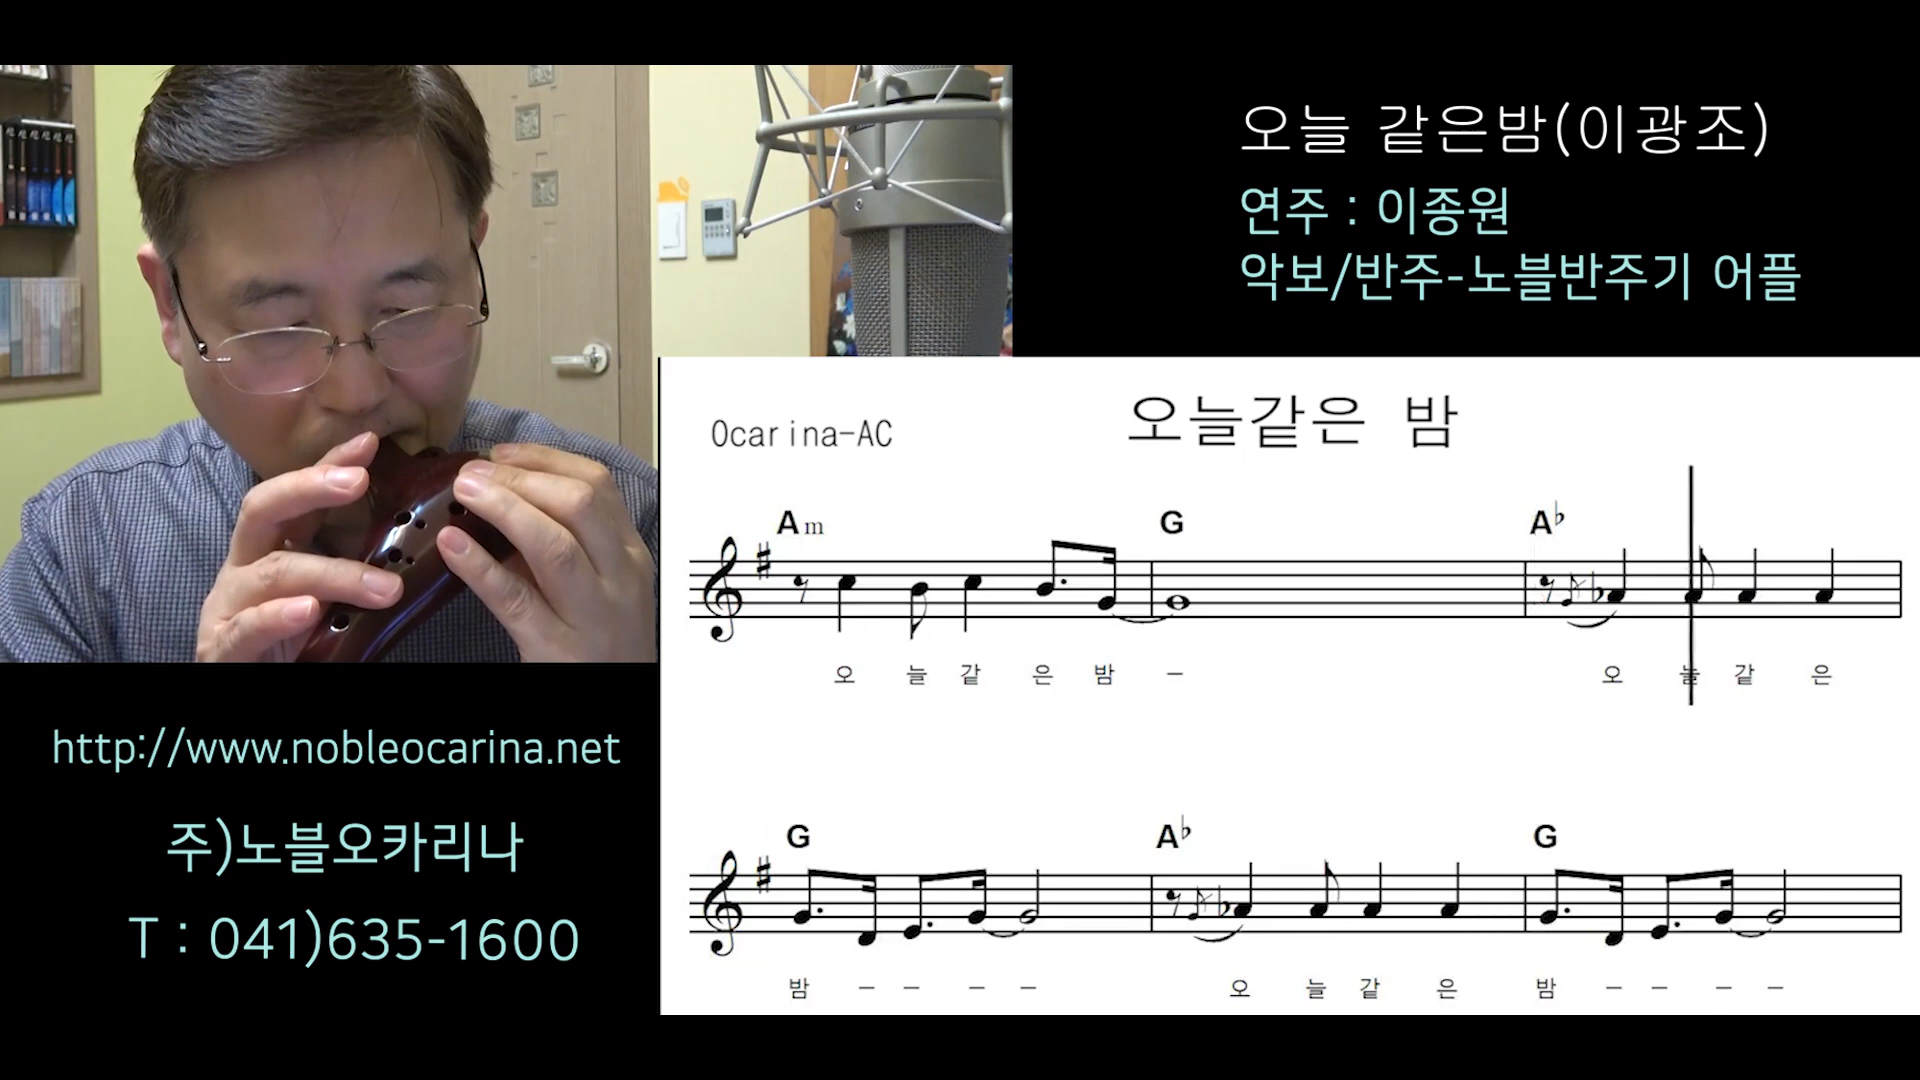 오늘 같은밤(이광조)
연주 : 이종원
악보/반주-노블반주기 어플
오늘같은 밤
Ocarina-AC
Am G A♭
오 늘 같 은 밤 - 오 늘 같 은
G A♭ G
밤 - - - - 오 늘 같 은 밤 - - - -
http://www.nobleocarina.net
주)노블오카리나
T : 041)635-1600